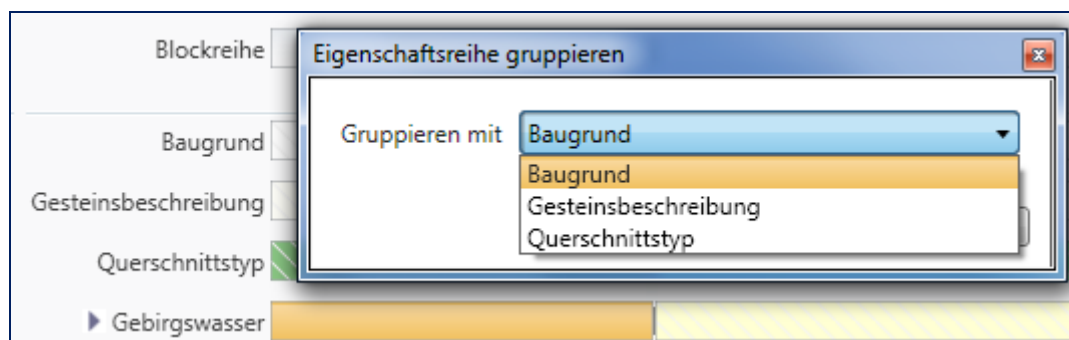 Blockreihe
Eigenschaftsreihe gruppieren
Baugrund
Gruppieren mit Baugrund
Baugrund
Gesteinsbeschreibung
Gesteinsbeschreibung
Querschnittstyp
Querschnittstyp
Gebirgswasser